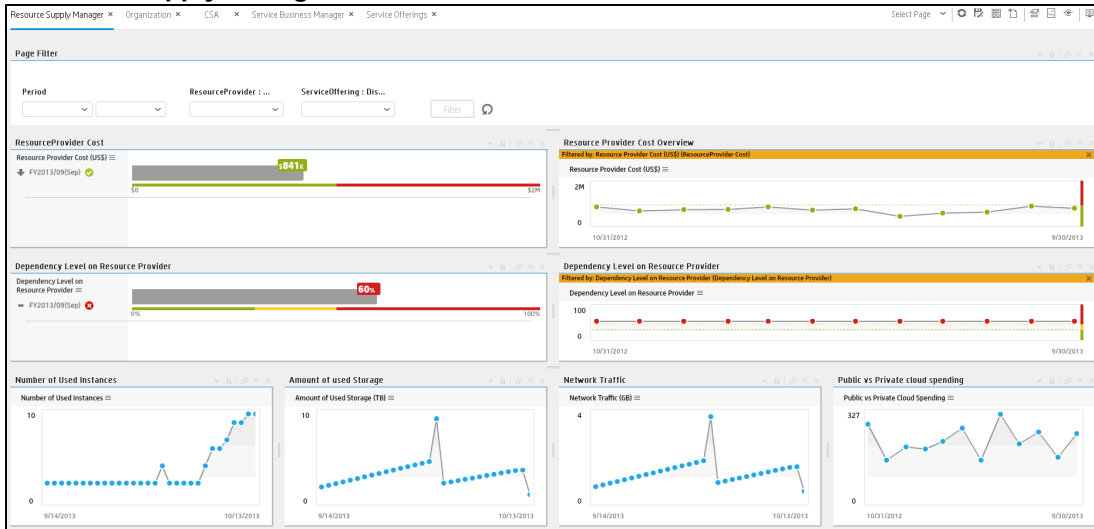 Resource Supply Manager × Organization × CSA × Service Business Manager × Service Offerings × Select Page
Page Filter
Period ResourceProvider : ... ServiceOffering : Dis...
Filter
ResourceProvider Cost
Resource Provider Cost (US$)
FY2013/09(Sep)
$841K
$0 $2M
Resource Provider Cost Overview
Filtered by: Resource Provider Cost (US$) (ResourceProvider Cost)
Resource Provider Cost (US$)
2M
0
10/31/2012 9/30/2013
Dependency Level on Resource Provider
Dependency Level on
Resource Provider
FY2013/09(Sep)
60%
0% 100%
Dependency Level on Resource Provider
Filtered by: Dependency Level on Resource Provider (Dependency Level on Resource Provider)
Dependency Level on Resource Provider
100
0
10/31/2012 9/30/2013
Number of Used Instances
Number of Used Instances
10
0
9/14/2013 10/13/2013
Amount of used Storage
Amount of Used Storage (TB)
10
0
9/14/2013 10/13/2013
Network Traffic
Network Traffic (GB)
4
0
9/14/2013 10/13/2013
Public vs Private cloud spending
Public vs Private Cloud Spending
327
0
10/31/2012 9/30/2013